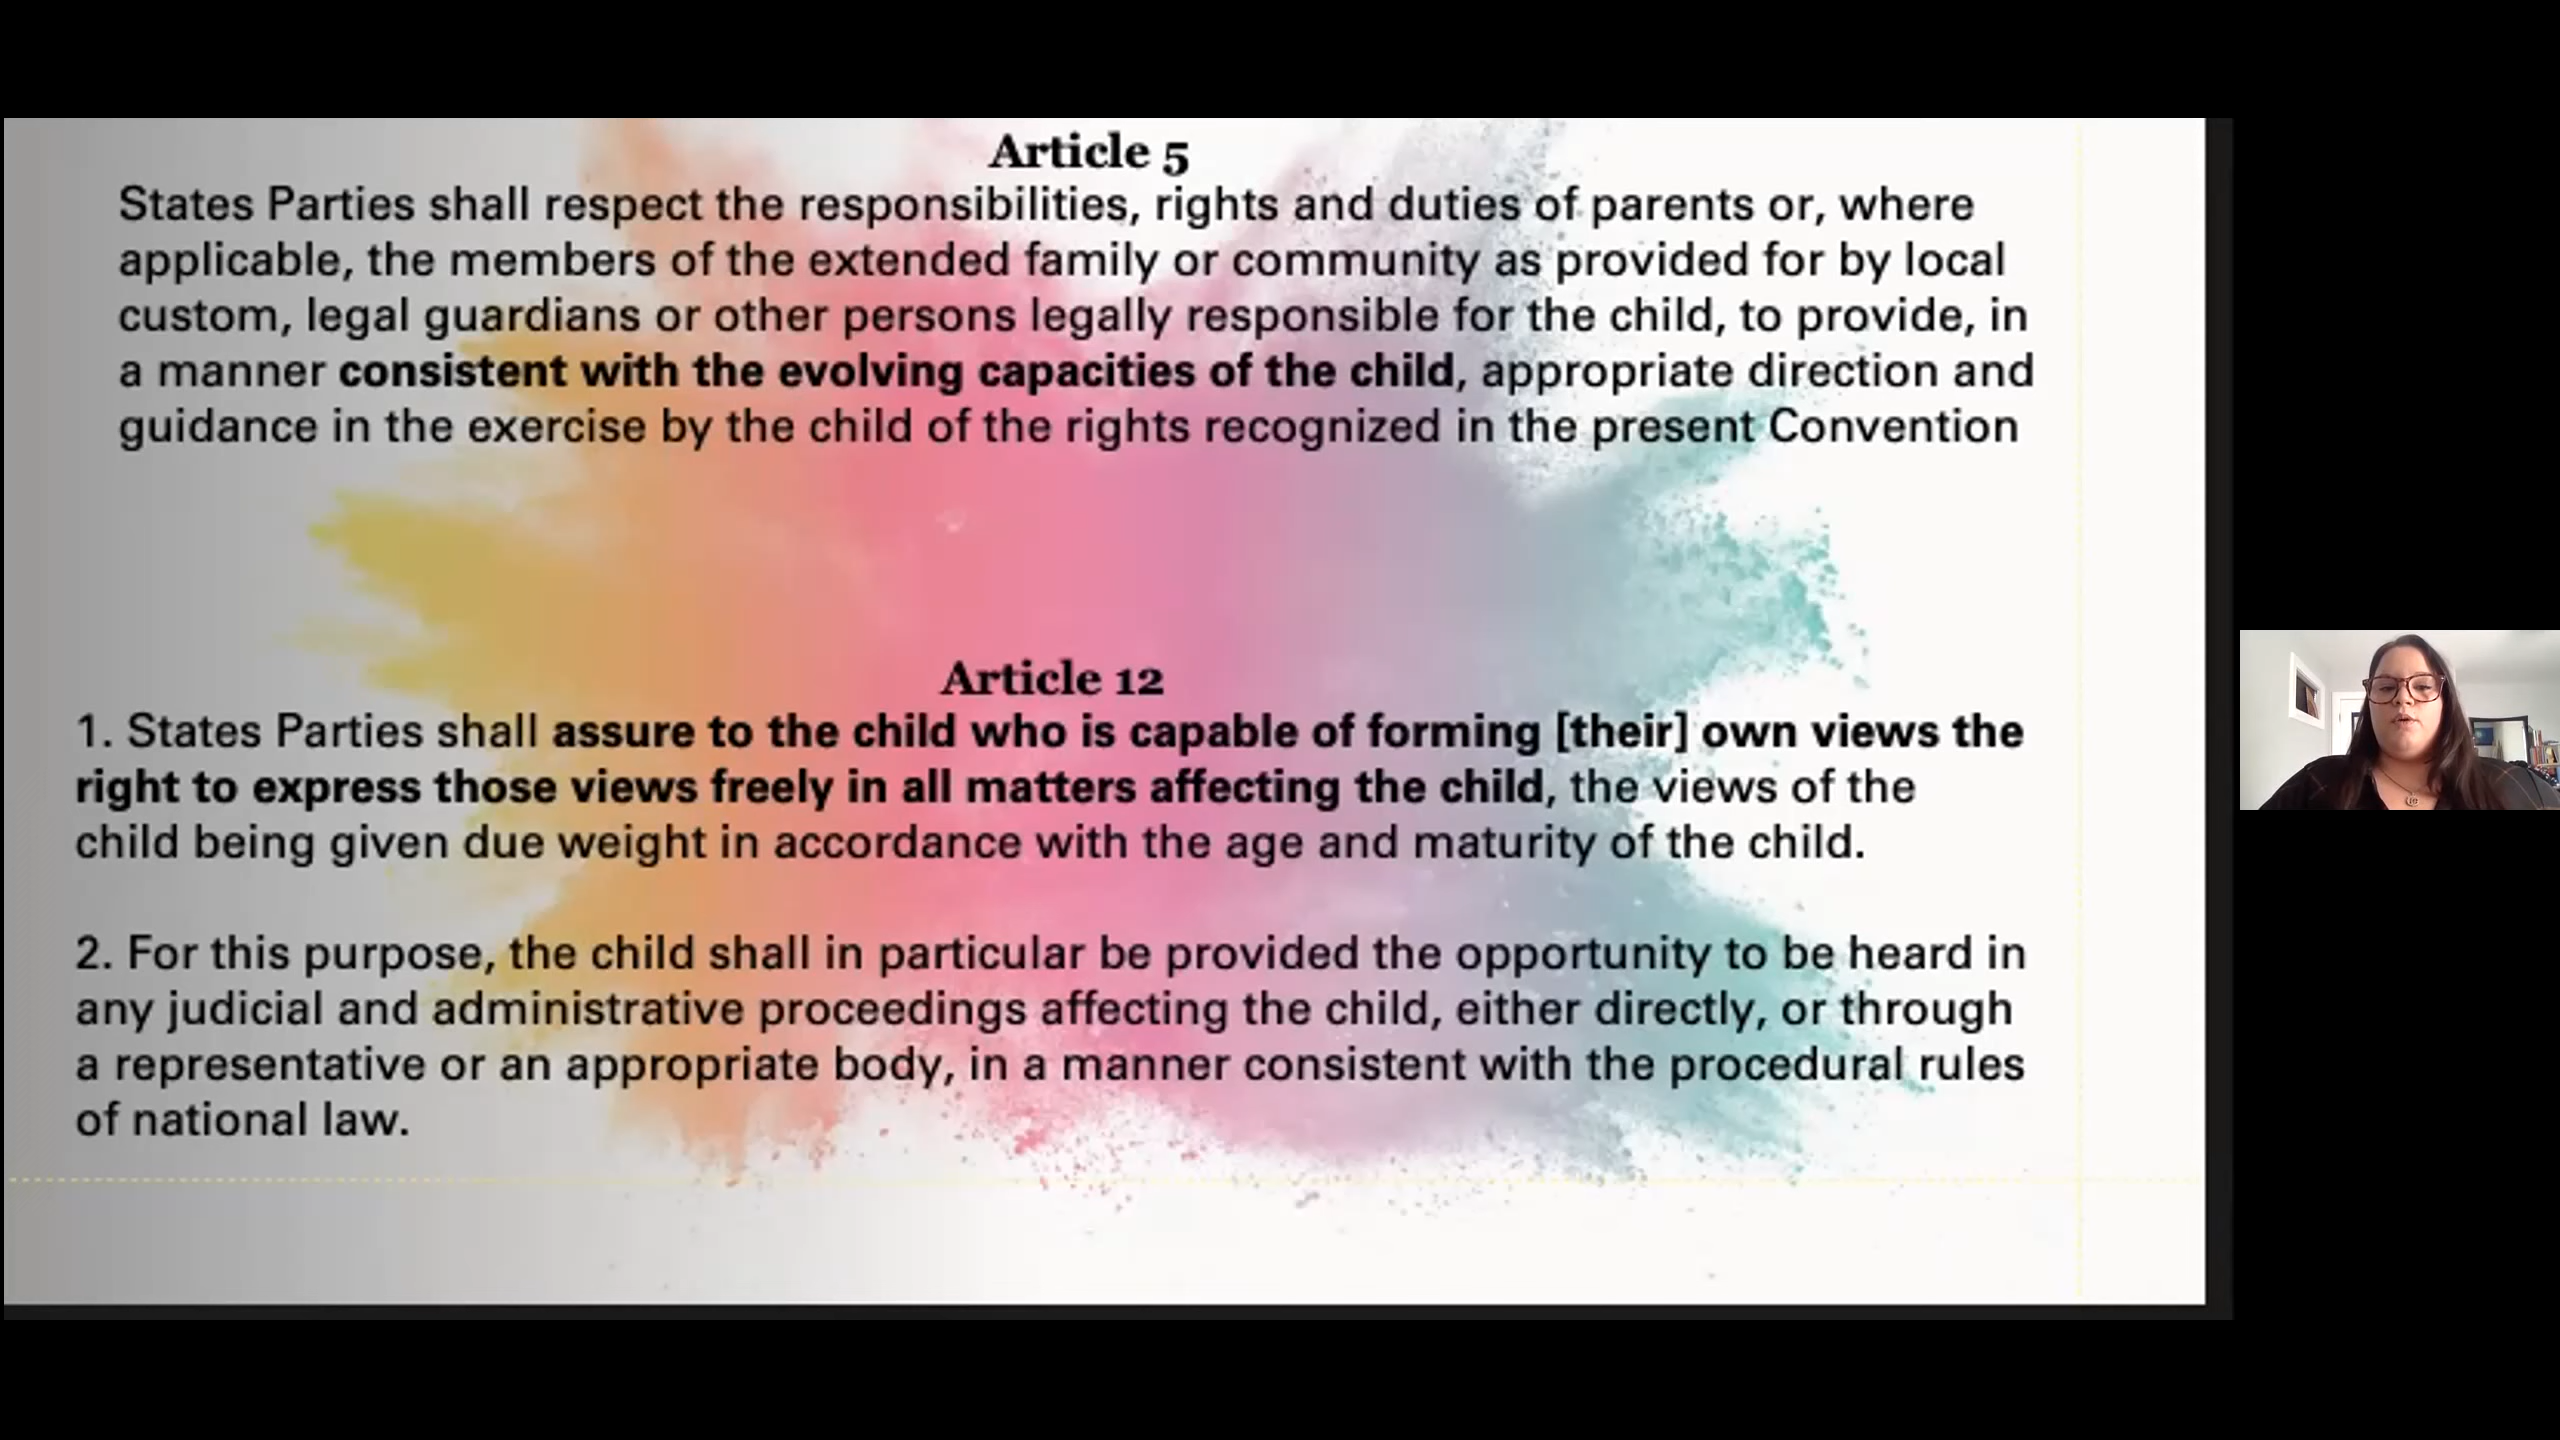 Article 5
States Parties shall respect the responsibilities, rights and duties of parents or, where
applicable, the members of the extended family or community as provided for by local
custom, legal guardians or other persons legally responsible for the child, to provide, in
a manner consistent with the evolving capacities of the child, appropriate direction and
guidance in the exercise by the child of the rights recognized in the present Convention
Article 12
1. States Parties shall assure to the child who is capable of forming [their] own views the
right to express those views freely in all matters affecting the child, the views of the
child being given due weight in accordance with the age and maturity of the child.
2. For this purpose, the child shall in particular be provided the opportunity to be heard in
any judicial and administrative proceedings affecting the child, either directly, or through
a representative or an appropriate body, in a manner consistent with the procedural rules
of national law.